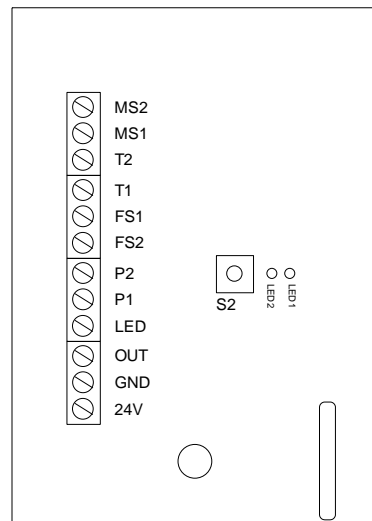 MS2
MS1
T2
T1
FS1
FS2
P2
P1
LED
OUT
GND
24V
S2
LED2
LED1